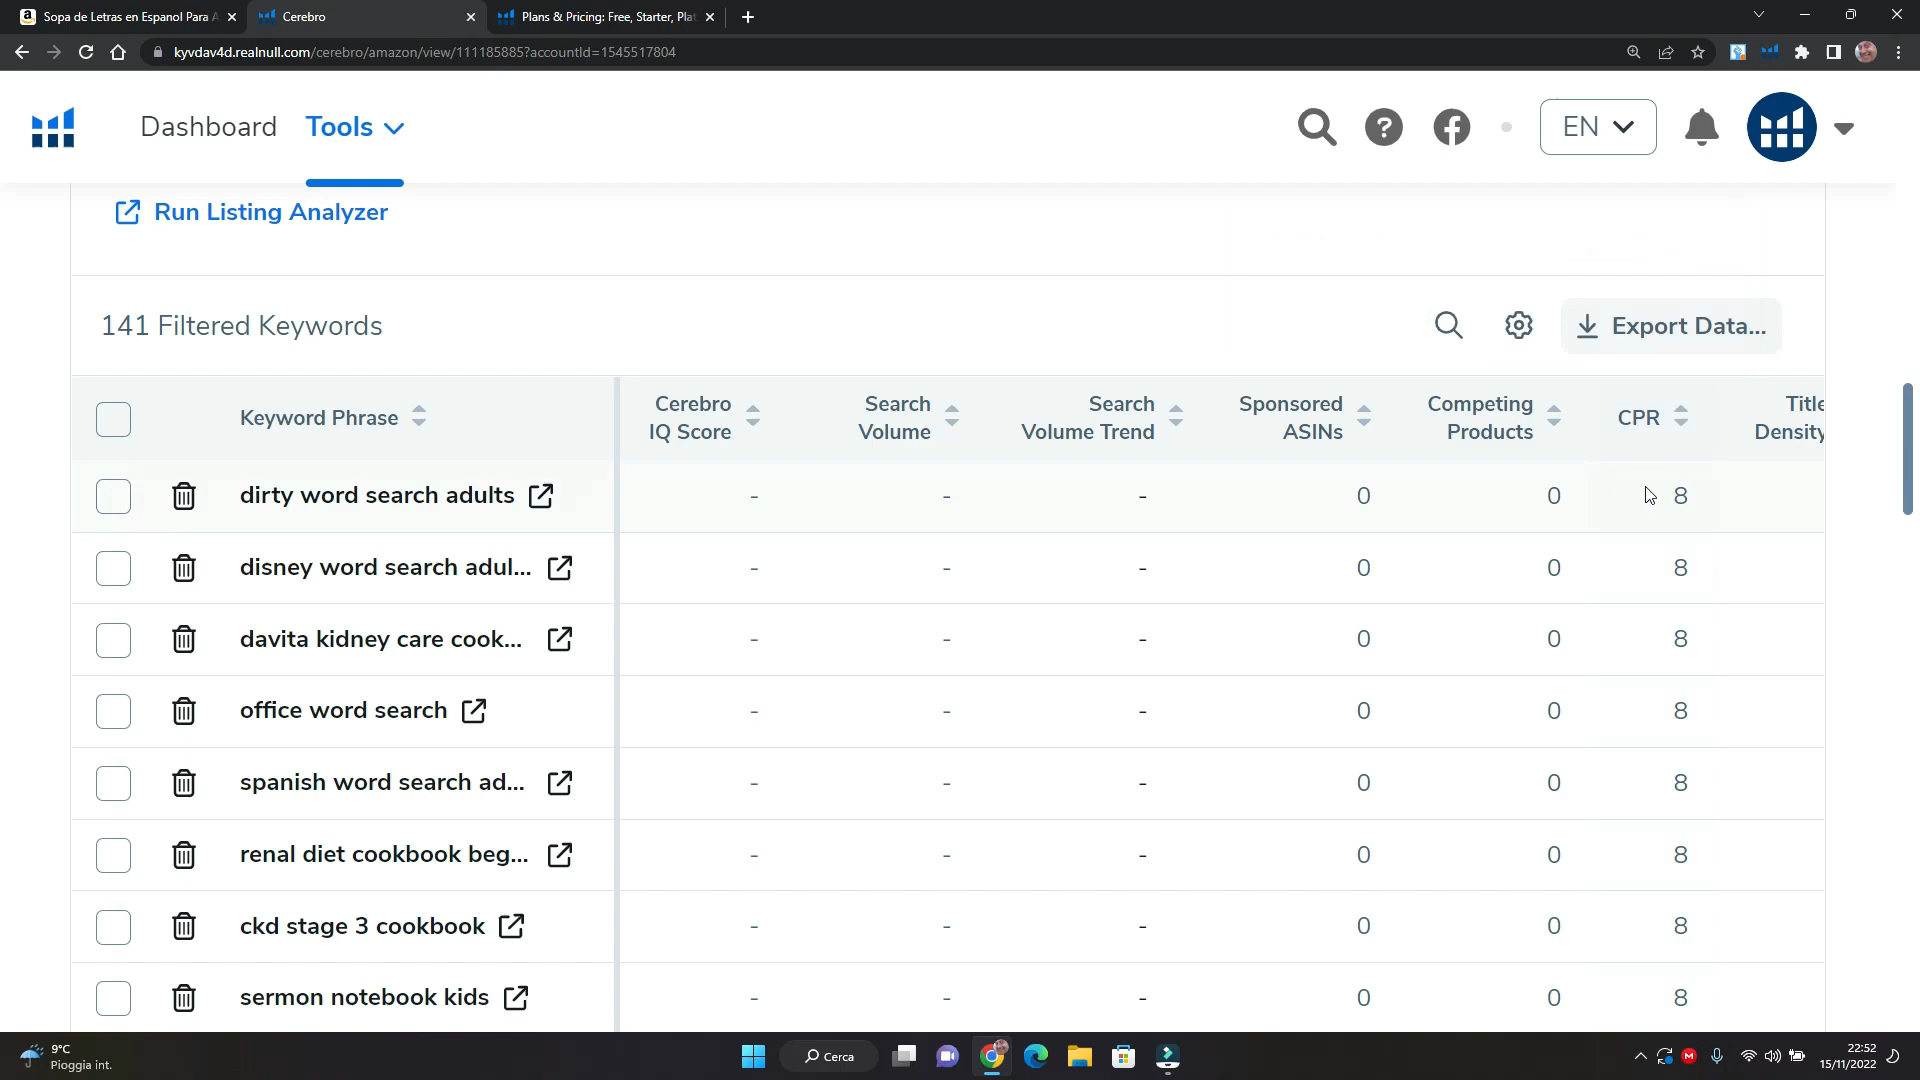 Sopa de Letras en Espanol Para A
Cerebro
Plans & Pricing: Free, Starter, Plat
kyvdav4d.realnull.com/cerebro/amazon/view/111185885?accountId=1545517804
Dashboard Tools EN
Run Listing Analyzer
141 Filtered Keywords Export Data...
Keyword Phrase Cerebro IQ Score Search Volume Search Volume Trend Sponsored ASINs Competing Products CPR Title Density
dirty word search adults - - - 0 0 8
disney word search adul... - - - 0 0 8
davita kidney care cook... - - - 0 0 8
office word search - - - 0 0 8
spanish word search ad... - - - 0 0 8
renal diet cookbook beg... - - - 0 0 8
ckd stage 3 cookbook - - - 0 0 8
sermon notebook kids - - - 0 0 8
9°C
Pioggia int.
Cerca
22:52
15/11/2022